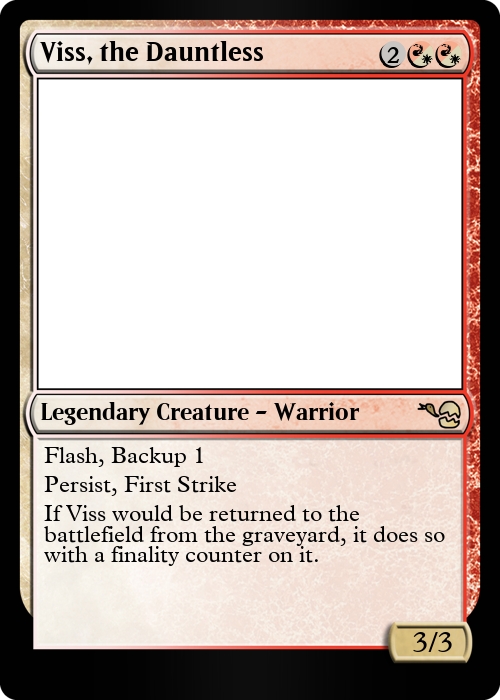 Viss, the Dauntless 2
Legendary Creature – Warrior
Flash, Backup 1
Persist, First Strike
If Viss would be returned to the
battlefield from the graveyard, it does so
with a finality counter on it.
3/3